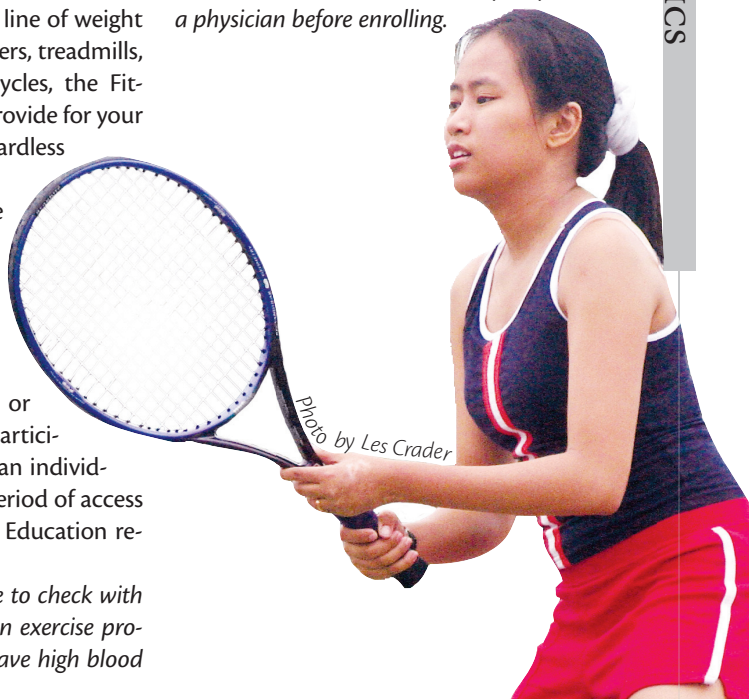 line of weight
ers, treadmills,
ycles, the Fit-
rovide for your
ardless
e
or
artici-
an individ-
eriod of access
Education re-
e to check with
n exercise pro-
ave high blood
a physician before enrolling.
Photo by Les Crader
ICS